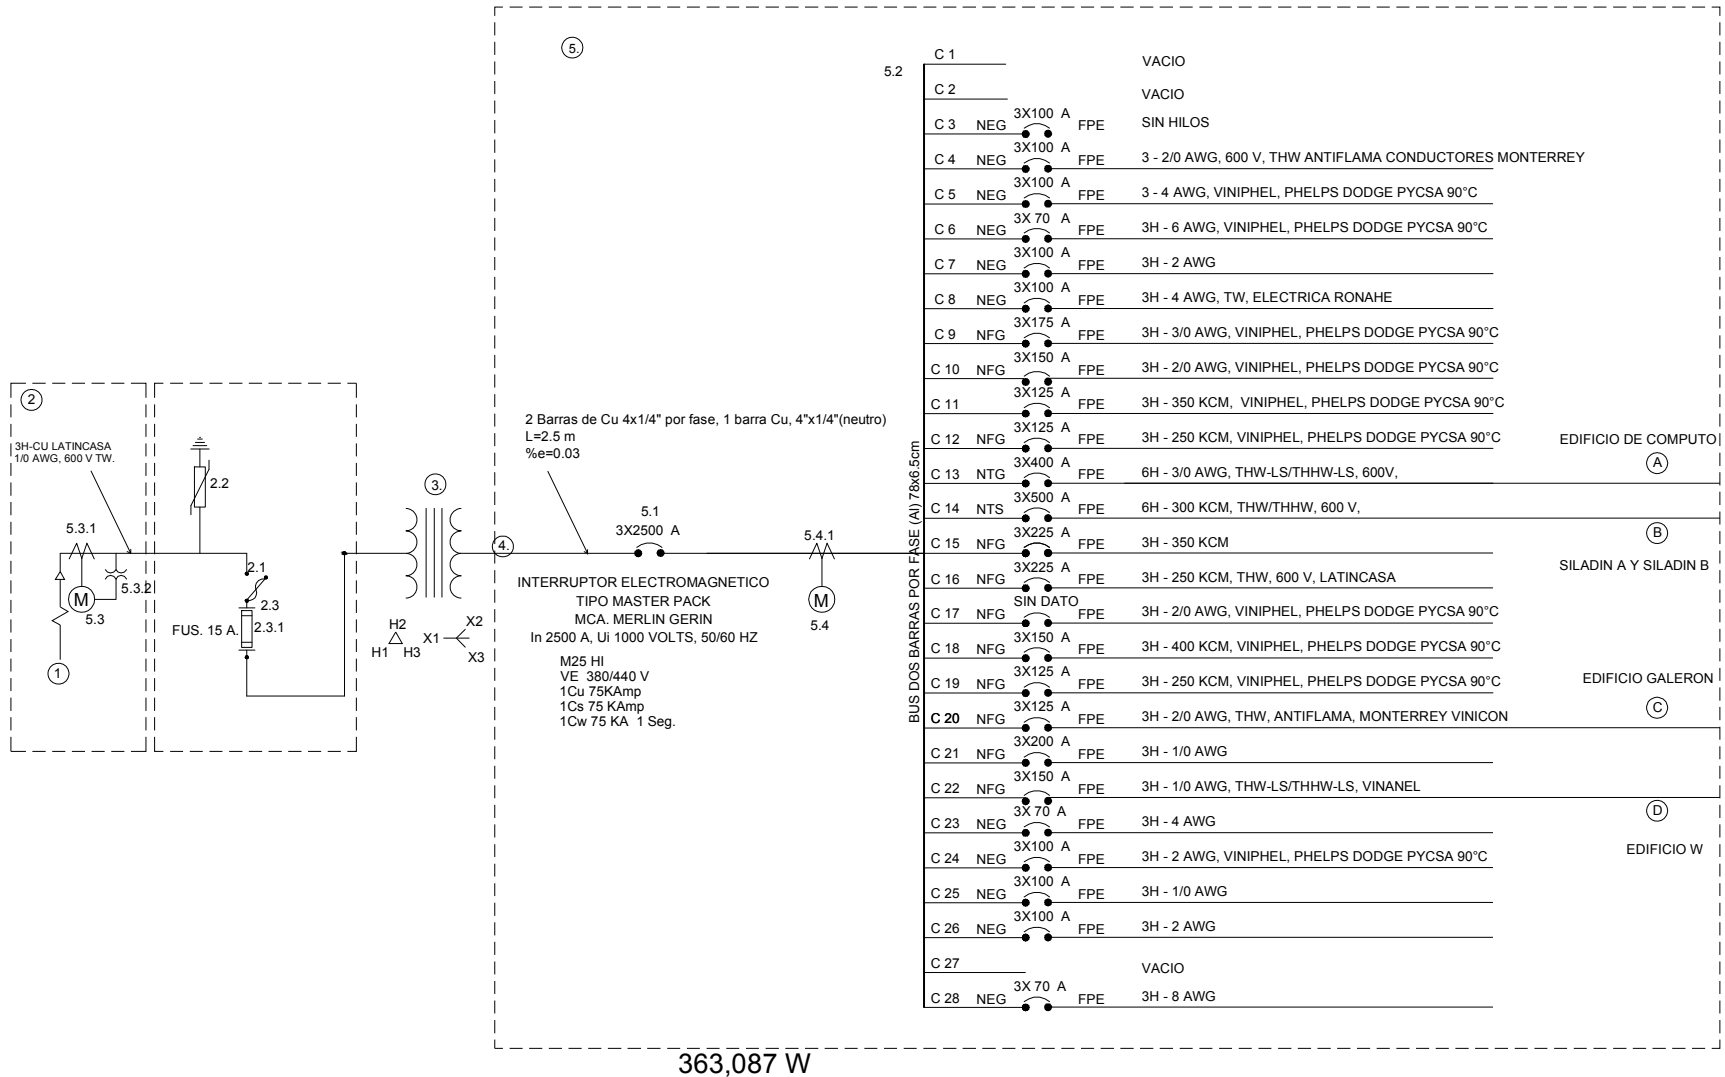 5.
5.2
C 1
VACIO
C 2
VACIO
C 3 NEG 3X100 A FPE SIN HILOS
C 4 NEG 3X100 A FPE 3 - 2/0 AWG, 600 V, THW ANTIFLAMA CONDUCTORES MONTERREY
C 5 NEG 3X100 A FPE 3 - 4 AWG, VINIPHEL, PHELPS DODGE PYCSA 90°C
C 6 NEG 3X 70 A FPE 3H - 6 AWG, VINIPHEL, PHELPS DODGE PYCSA 90°C
C 7 NEG 3X100 A FPE 3H - 2 AWG
C 8 NEG 3X100 A FPE 3H - 4 AWG, TW, ELECTRICA RONAHE
C 9 NFG 3X175 A FPE 3H - 3/0 AWG, VINIPHEL, PHELPS DODGE PYCSA 90°C
C 10 NFG 3X150 A FPE 3H - 2/0 AWG, VINIPHEL, PHELPS DODGE PYCSA 90°C
C 11 3X125 A FPE 3H - 350 KCM, VINIPHEL, PHELPS DODGE PYCSA 90°C
C 12 NFG 3X125 A FPE 3H - 250 KCM, VINIPHEL, PHELPS DODGE PYCSA 90°C
EDIFICIO DE COMPUTO
A
C 13 NTG 3X400 A FPE 6H - 3/0 AWG, THW-LS/THHW-LS, 600V,
C 14 NTS 3X500 A FPE 6H - 300 KCM, THW/THHW, 600 V,
B
SILADIN A Y SILADIN B
C 15 NFG 3X225 A FPE 3H - 350 KCM
C 16 NFG 3X225 A FPE 3H - 250 KCM, THW, 600 V, LATINCASA
C 17 NFG SIN DATO FPE 3H - 2/0 AWG, VINIPHEL, PHELPS DODGE PYCSA 90°C
C 18 NFG 3X150 A FPE 3H - 400 KCM, VINIPHEL, PHELPS DODGE PYCSA 90°C
C 19 NFG 3X125 A FPE 3H - 250 KCM, VINIPHEL, PHELPS DODGE PYCSA 90°C
EDIFICIO GALERON
C
C 20 NFG 3X125 A FPE 3H - 2/0 AWG, THW, ANTIFLAMA, MONTERREY VINICON
C 21 NFG 3X200 A FPE 3H - 1/0 AWG
C 22 NFG 3X150 A FPE 3H - 1/0 AWG, THW-LS/THHW-LS, VINANEL
D
EDIFICIO W
C 23 NEG 3X 70 A FPE 3H - 4 AWG
C 24 NEG 3X100 A FPE 3H - 2 AWG, VINIPHEL, PHELPS DODGE PYCSA 90°C
C 25 NEG 3X100 A FPE 3H - 1/0 AWG
C 26 NEG 3X100 A FPE 3H - 2 AWG
C 27
VACIO
C 28 NEG 3X 70 A FPE 3H - 8 AWG
BUS DOS BARRAS POR FASE (Al) 78x6.5cm
2
3H-CU LATINCASA
1/0 AWG, 600 V TW.
5.3.1
5.3.2
M
5.3
1
2.2
2.1
2.3
FUS. 15 A.
2.3.1
3.
H2
H1 H3
X1
X2
X3
4.
2 Barras de Cu 4x1/4" por fase, 1 barra Cu, 4"x1/4"(neutro)
L=2.5 m
%e=0.03
5.1
3X2500 A
INTERRUPTOR ELECTROMAGNETICO
TIPO MASTER PACK
MCA. MERLIN GERIN
In 2500 A, Ui 1000 VOLTS, 50/60 HZ
M25 HI
VE 380/440 V
1Cu 75KAmp
1Cs 75 KAmp
1Cw 75 KA 1 Seg.
5.4.1
M
5.4
363,087 W